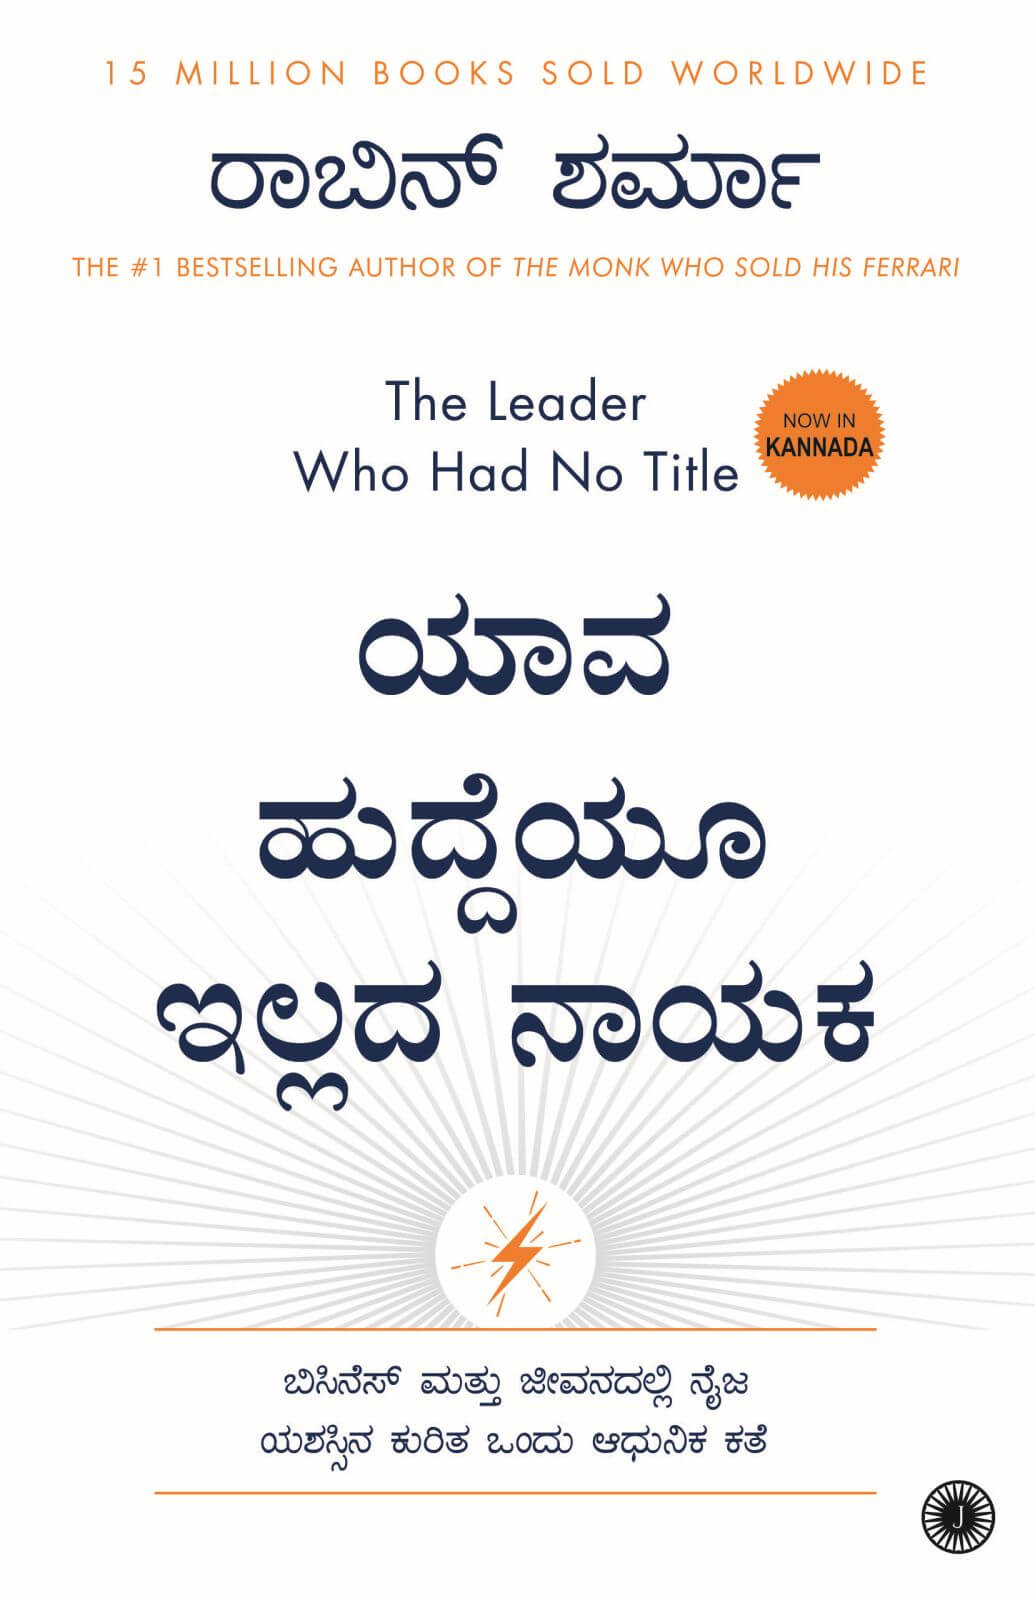 15 MILLION BOOKS SOLD WORLDWIDE
ರಾಬಿನ್ ಶರ್ಮಾ
THE #1 BESTSELLING AUTHOR OF THE MONK WHO SOLD HIS FERRARI
The Leader
Who Had No Title
NOW IN
KANNADA
ಯಾವ
ಹುದ್ದೆಯೂ
ಇಲ್ಲದ ನಾಯಕ
ಬಿಸಿನೆಸ್ ಮತ್ತು ಜೀವನದಲ್ಲಿ ನೈಜ
ಯಶಸ್ಸಿನ ಕುರಿತ ಒಂದು ಆಧುನಿಕ ಕತೆ
J